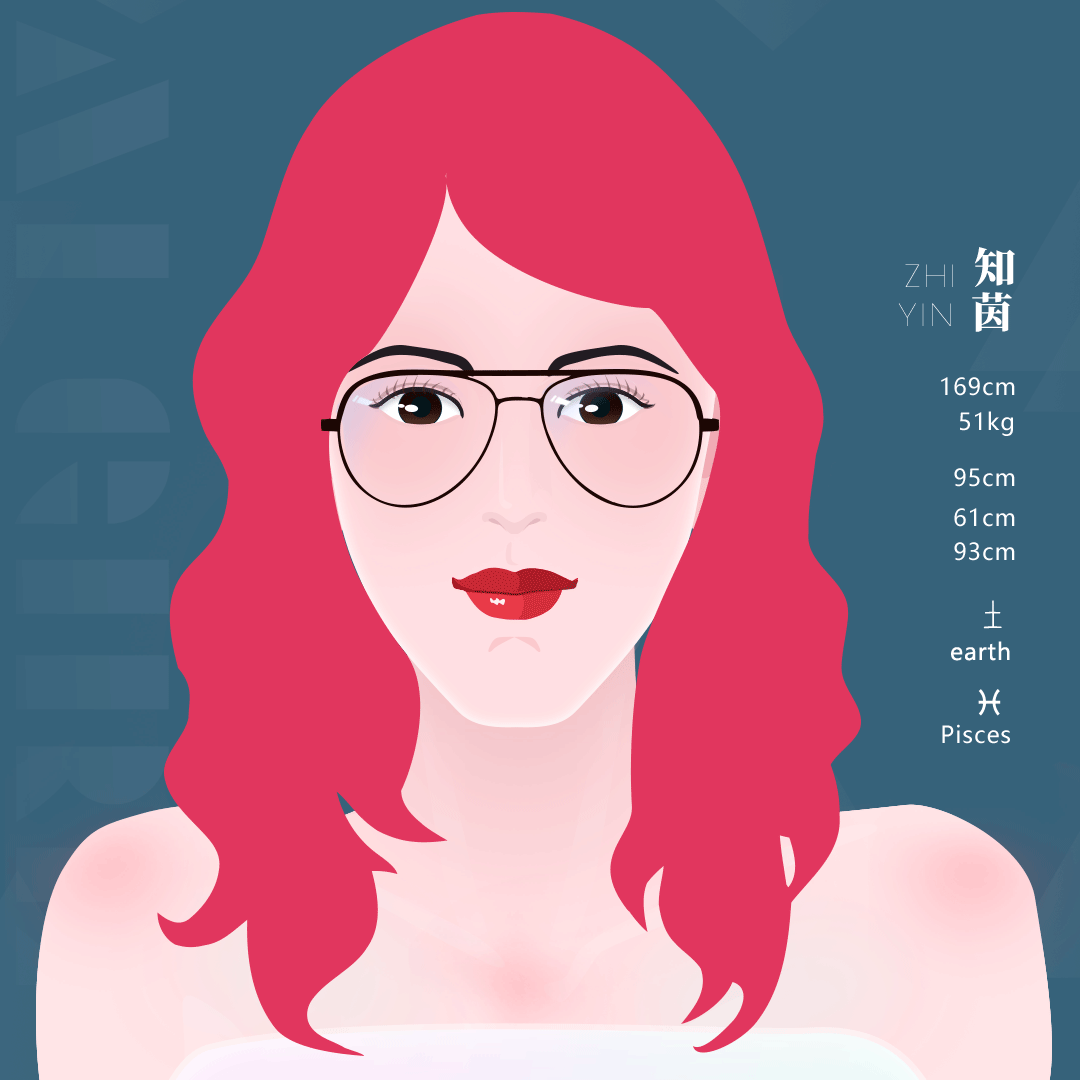 知茵
ZHI
YIN
169cm
51kg
95cm
61cm
93cm
土
earth
♓
Pisces